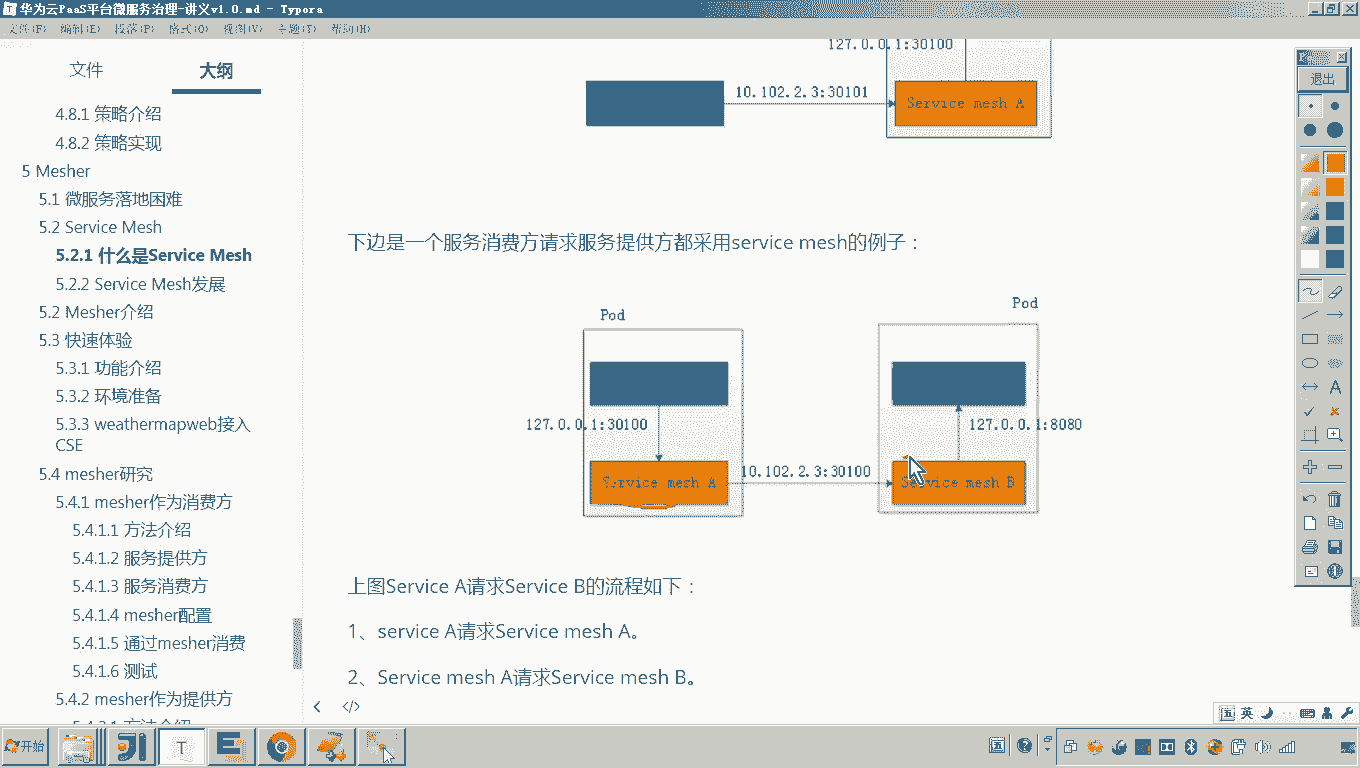 华为云PaaS平台微服务治理-讲义v1.0.md - Typora
文件(F) 编辑(E) 段落(P) 格式(O) 视图(V) 主题(T) 帮助(H)
文件 大纲
4.8.1 策略介绍
4.8.2 策略实现
5 Mesher
5.1 微服务落地困难
5.2 Service Mesh
5.2.1 什么是Service Mesh
5.2.2 Service Mesh发展
5.2 Mesher介绍
5.3 快速体验
5.3.1 功能介绍
5.3.2 环境准备
5.3.3 weathermapweb接入
CSE
5.4 mesher研究
5.4.1 mesher作为消费方
5.4.1.1 方法介绍
5.4.1.2 服务提供方
5.4.1.3 服务消费方
5.4.1.4 mesher配置
5.4.1.5 通过mesher消费
5.4.1.6 测试
5.4.2 mesher作为提供方
127.0.0.1:30100
10.102.2.3:30101
Service mesh A
下边是一个服务消费方请求服务提供方都采用service mesh的例子：
Pod
Pod
127.0.0.1:30100
127.0.0.1:8080
Service mesh A
10.102.2.3:30100
Service mesh B
上图Service A请求Service B的流程如下：
1、service A请求Service mesh A。
2、Service mesh A请求Service mesh B。
退出
A
开始
T
英